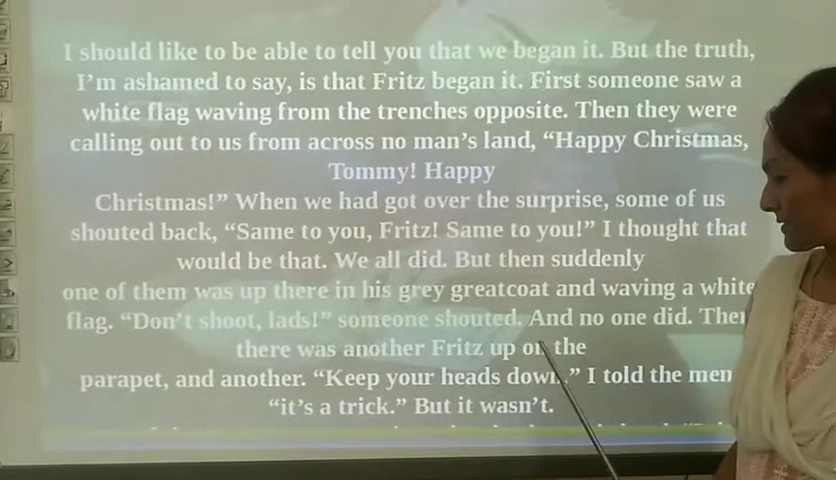 I should like to be able to tell you that we began it. But the truth,
I'm ashamed to say, is that Fritz began it. First someone saw a
white flag waving from the trenches opposite. Then they were
calling out to us from across no man's land, “Happy Christmas,
Tommy! Happy
Christmas!” When we had got over the surprise, some of us
shouted back, “Same to you, Fritz! Same to you!” I thought that
would be that. We all did. But then suddenly
one of them was up there in his grey greatcoat and waving a white
flag. “Don't shoot, lads!” someone shouted. And no one did. Then
there was another Fritz up on the
parapet, and another. “Keep your heads down.” I told the men
“it's a trick.” But it wasn't.